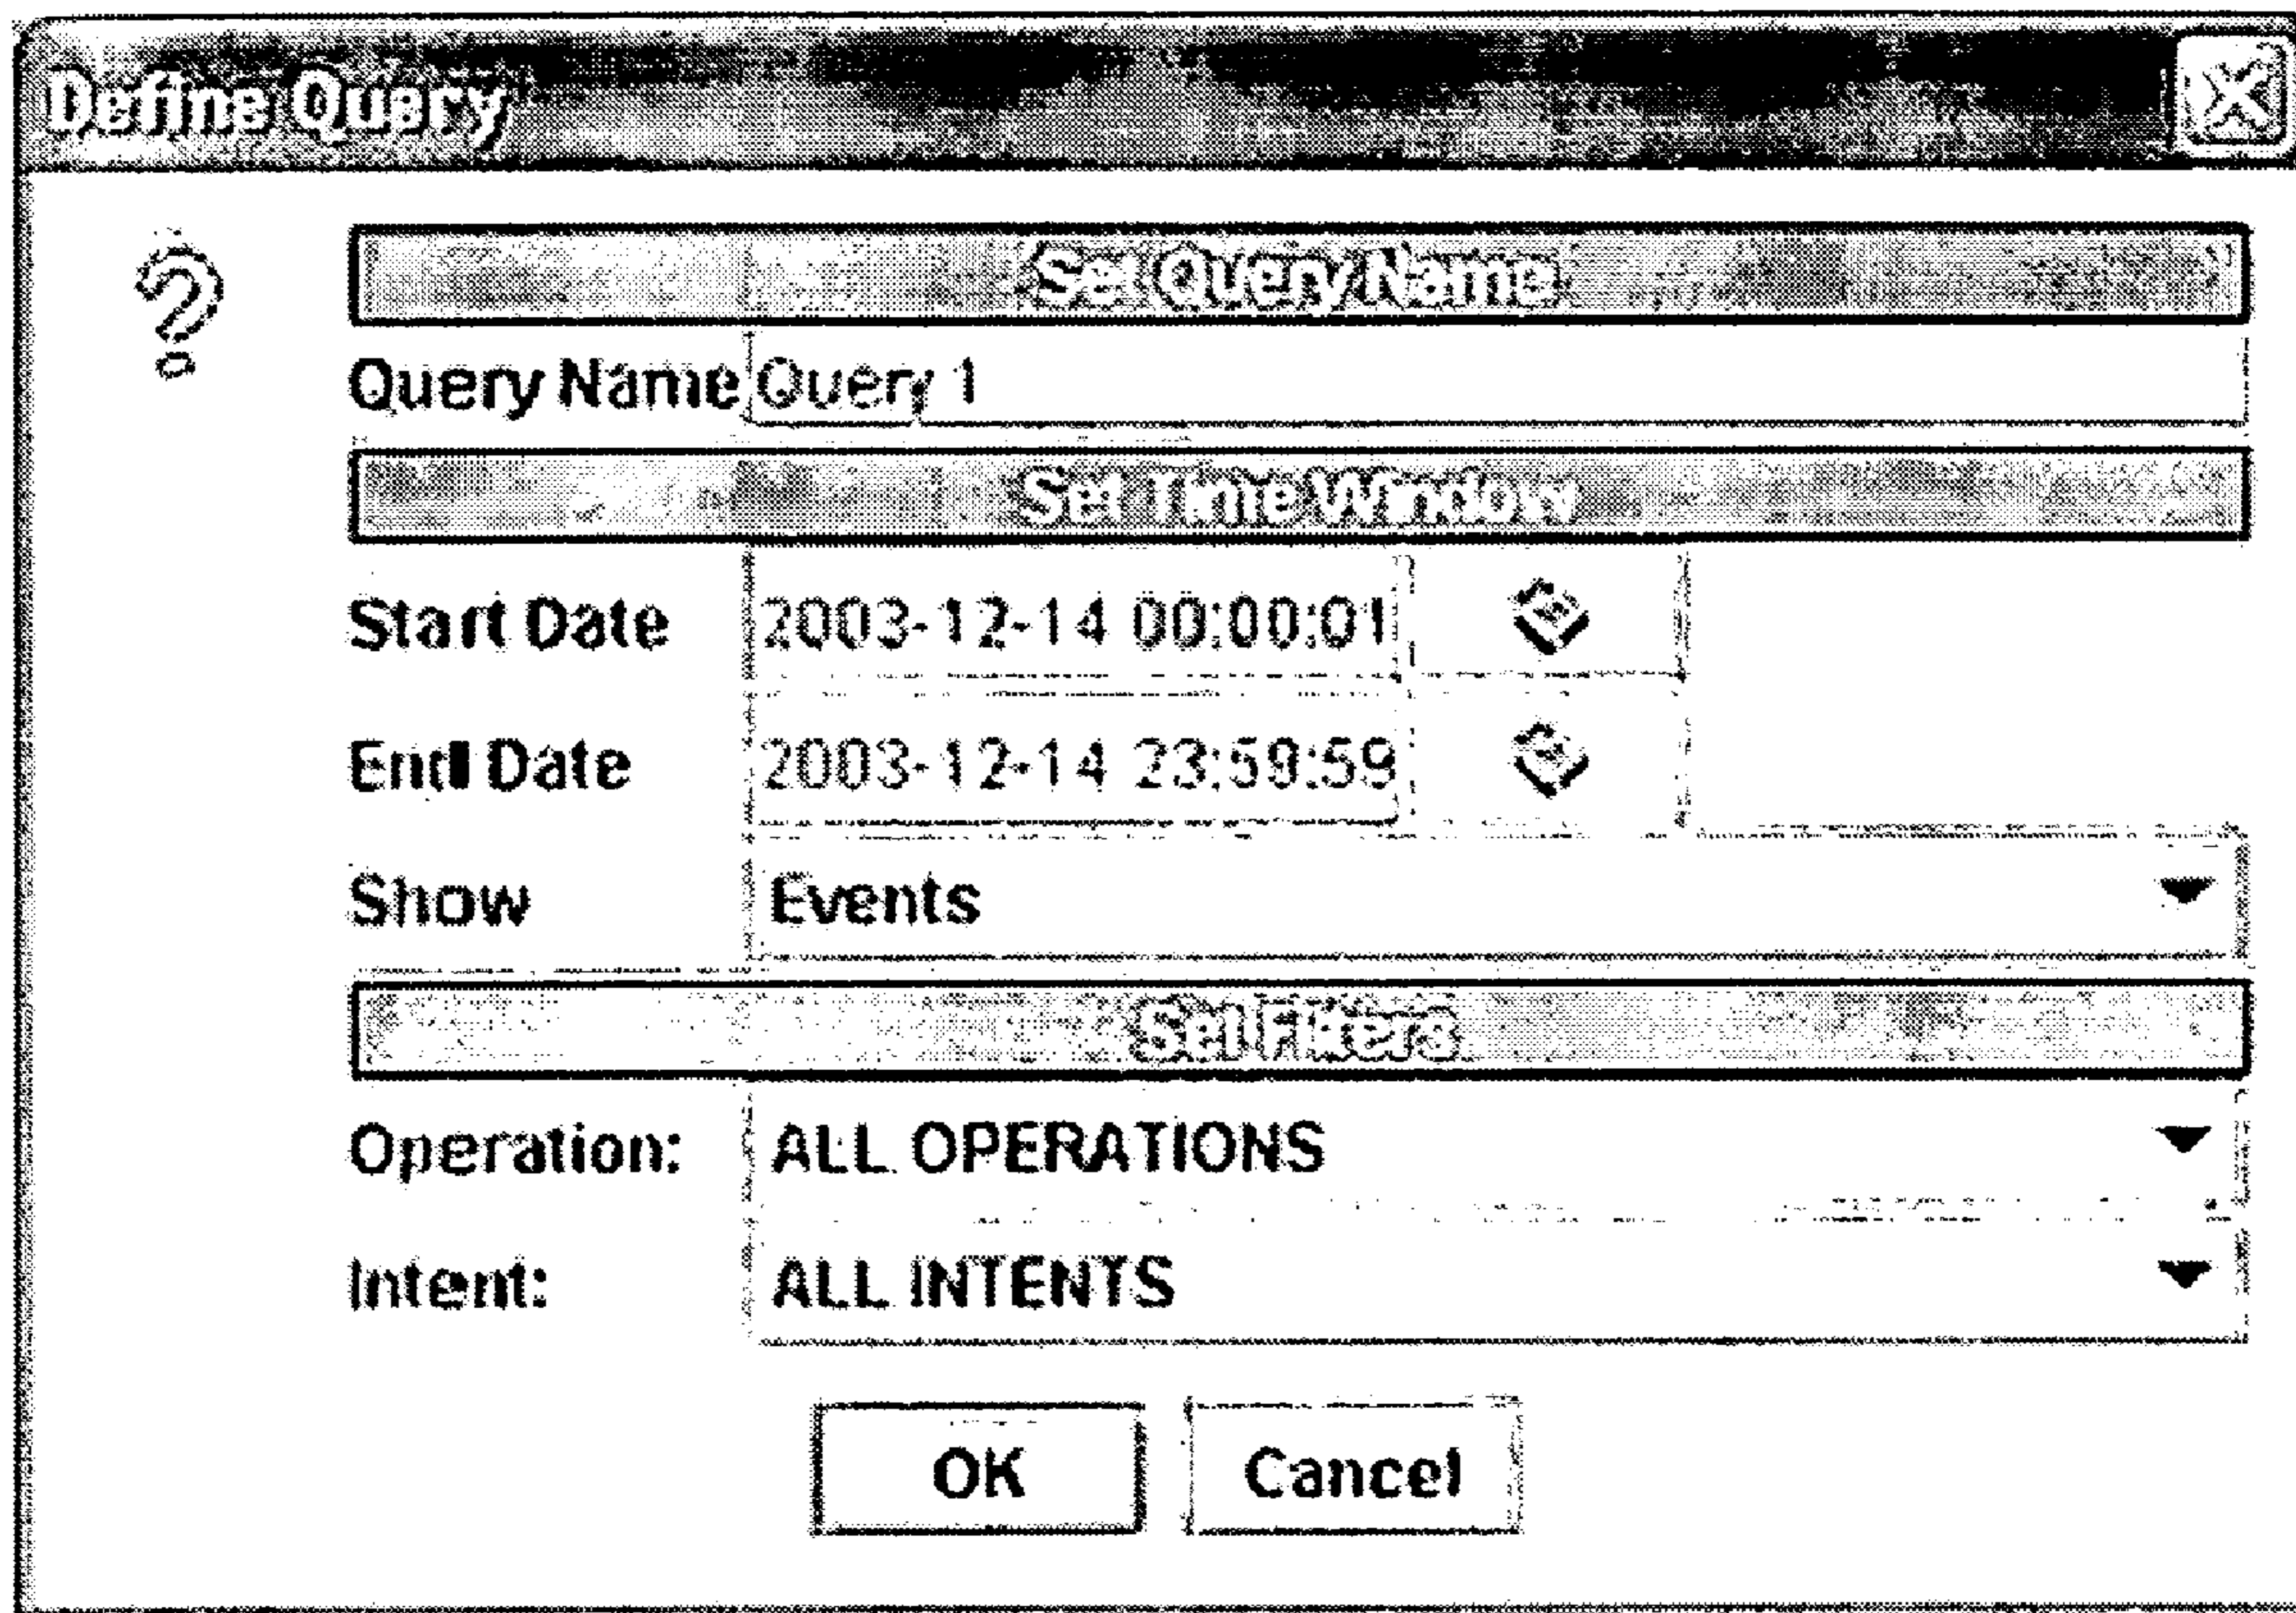 Define Query
Set Query Name
Query Name Query 1
Set Time Window
Start Date 2003-12-14 00:00:01
End Date 2003-12-14 23:59:59
Show Events
Set Filters
Operation: ALL OPERATIONS
Intent: ALL INTENTS
OK Cancel